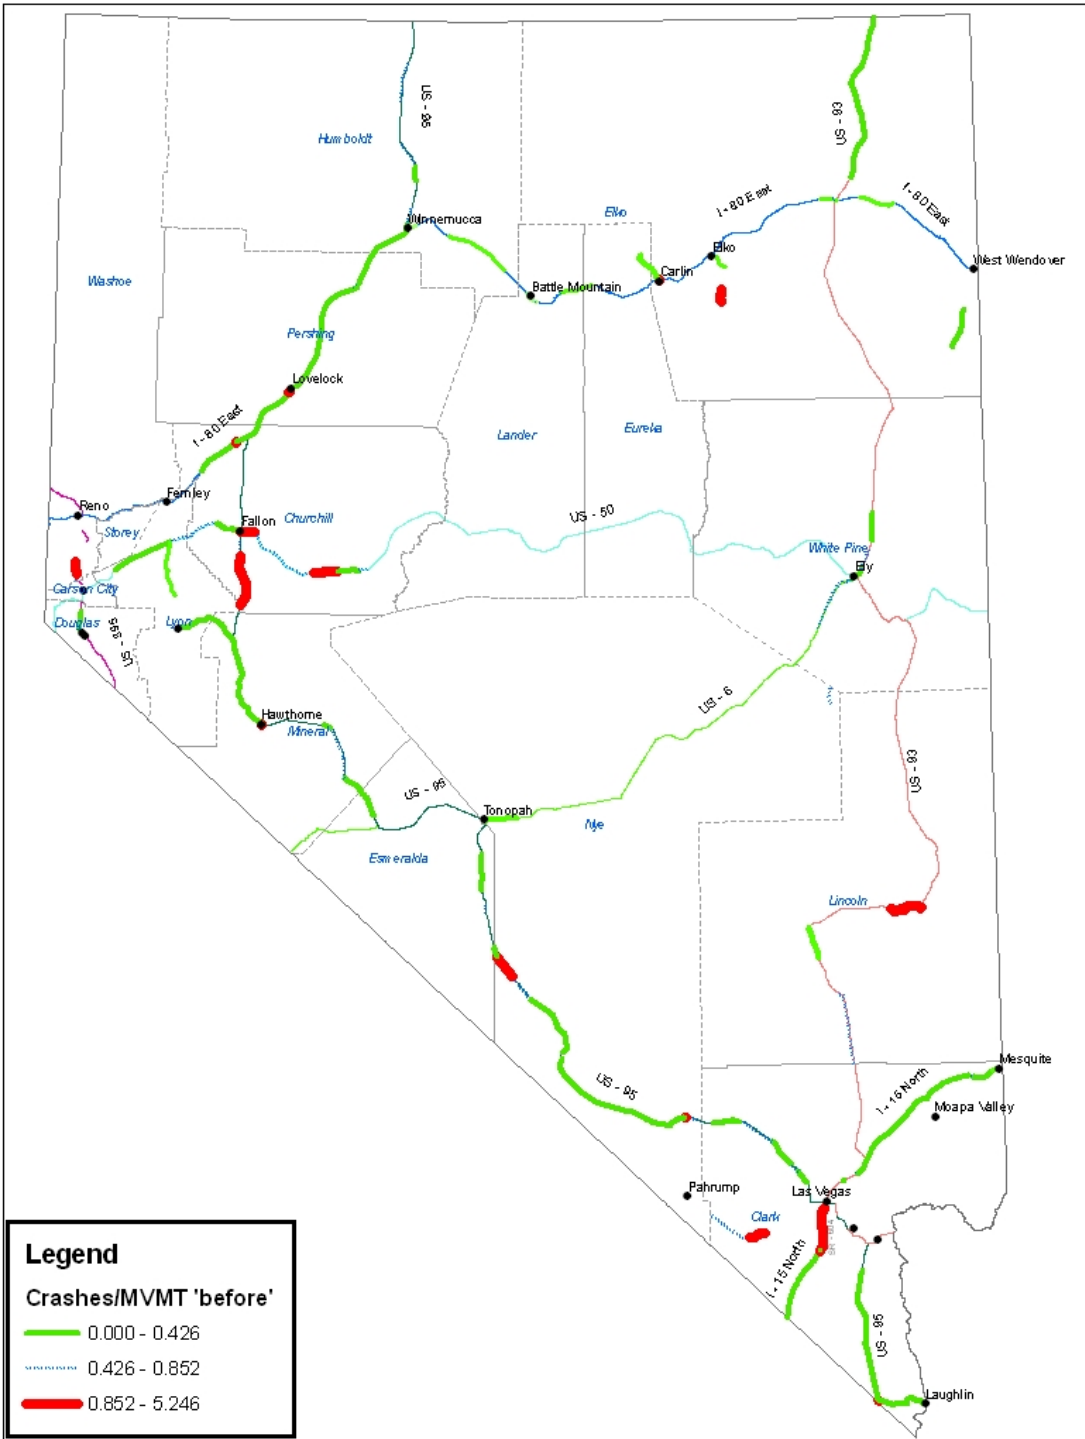 US - 95
US - 93
Humboldt
Elko
I - 80 East
I - 80 East
Winnemucca
Elko
West Wendover
Washoe
Carlin
Battle Mountain
Pershing
Lovelock
I - 80 East
Lander
Eureka
Fernley
Reno
Storey
Fallon
Churchill
US - 50
White Pine
Ely
Carson City
Douglas
Lyon
US - 395
US - 6
Hawthorne
Mineral
US - 93
US - 95
Tonopah
Nye
Esmeralda
Lincoln
Mesquite
US - 95
I - 15 North
Moapa Valley
Pahrump
Las Vegas
Clark
SR - 604
I - 15 North
US - 95
Laughlin
Legend
Crashes/MVMT 'before'
0.000 - 0.426
0.426 - 0.852
0.852 - 5.246